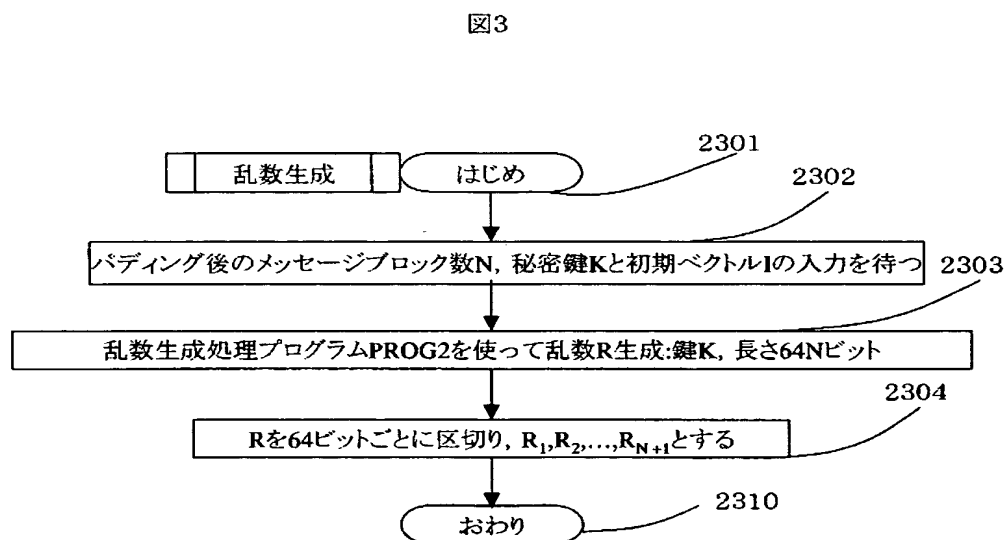 図3
2301
乱数生成 はじめ
2302
パディング後のメッセージブロック数N, 秘密鍵Kと初期ベクトルIの入力を待つ
2303
乱数生成処理プログラムPROG2を使って乱数R生成:鍵K, 長さ64Nビット
2304
Rを64ビットごとに区切り, R₁,R₂,...,R_{N+1}とする
2310
おわり